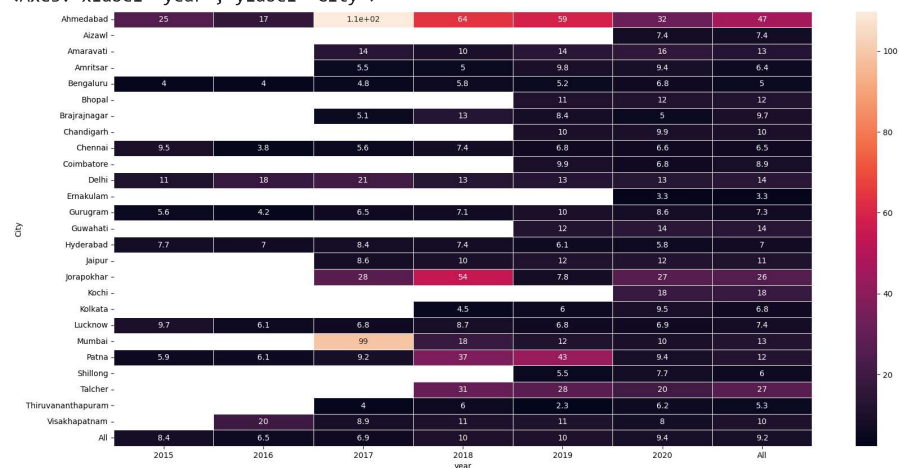 <Axes: xlabel='year', ylabel='City'>
Ahmedabad 25 17 1.1e+02 64 59 32 47
Aizawl 7.4 7.4
Amaravati 14 10 14 16 13
Amritsar 5.5 5 9.8 9.4 6.4
Bengaluru 4 4 4.8 5.8 5.2 6.8 5
Bhopal 11 12 12
Brajrajnagar 5.1 13 8.4 5 9.7
Chandigarh 10 9.9 10
Chennai 9.5 3.8 5.6 7.4 6.8 6.6 6.5
Coimbatore 9.9 6.8 8.9
Delhi 11 18 21 13 13 13 14
Ernakulam 3.3 3.3
Gurugram 5.6 4.2 6.5 7.1 10 8.6 7.3
Guwahati 12 14 14
Hyderabad 7.7 7 8.4 7.4 6.1 5.8 7
Jaipur 8.6 10 12 12 11
Jorapokhar 28 54 7.8 27 26
Kochi 18 18
Kolkata 4.5 6 9.5 6.8
Lucknow 9.7 6.1 6.8 8.7 6.8 6.9 7.4
Mumbai 99 18 12 10 13
Patna 5.9 6.1 9.2 37 43 9.4 12
Shillong 5.5 7.7 6
Talcher 31 28 20 27
Thiruvananthapuram 4 6 2.3 6.2 5.3
Visakhapatnam 20 8.9 11 11 8 10
All 8.4 6.5 6.9 10 10 9.4 9.2
2015 2016 2017 2018 2019 2020 All
year
City
100
80
60
40
20